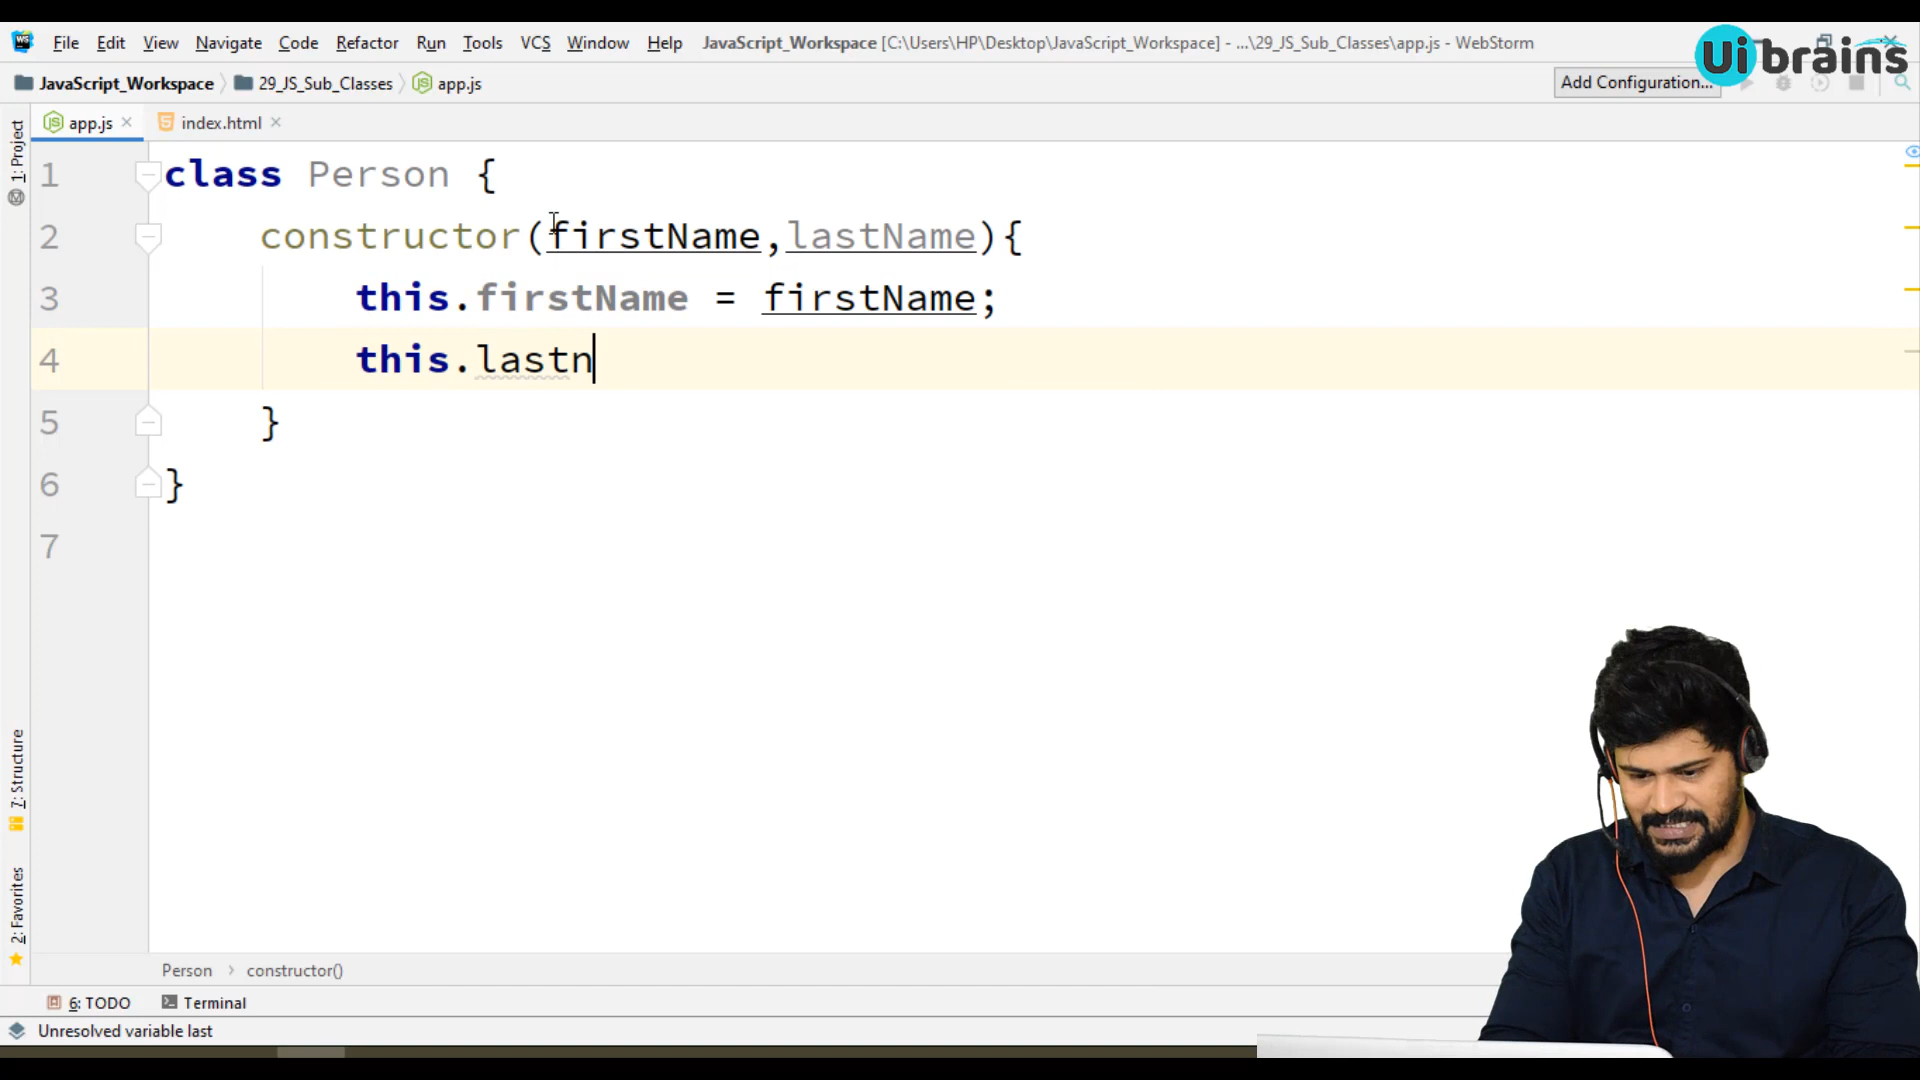 File Edit View Navigate Code Refactor Run Tools VCS Window Help JavaScript_Workspace [C:\Users\HP\Desktop\JavaScript_Workspace] - ...\29_JS_Sub_Classes\app.js - WebStorm
Ui brains
JavaScript_Workspace 29_JS_Sub_Classes app.js Add Configuration...
app.js index.html
1: Project
1 class Person {
2 constructor(firstName,lastName){
3 this.firstName = firstName;
4 this.lastn
5 }
6 }
7
7: Structure
2: Favorites
Person > constructor()
6: TODO Terminal
Unresolved variable last